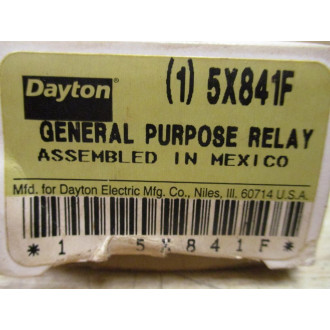 Dayton®
(1) 5X841F
GENERAL PURPOSE RELAY
ASSEMBLED IN MEXICO
Mfd. for Dayton Electric Mfg. Co., Niles, Ill. 60714 U.S.A.
*1 5X841F*